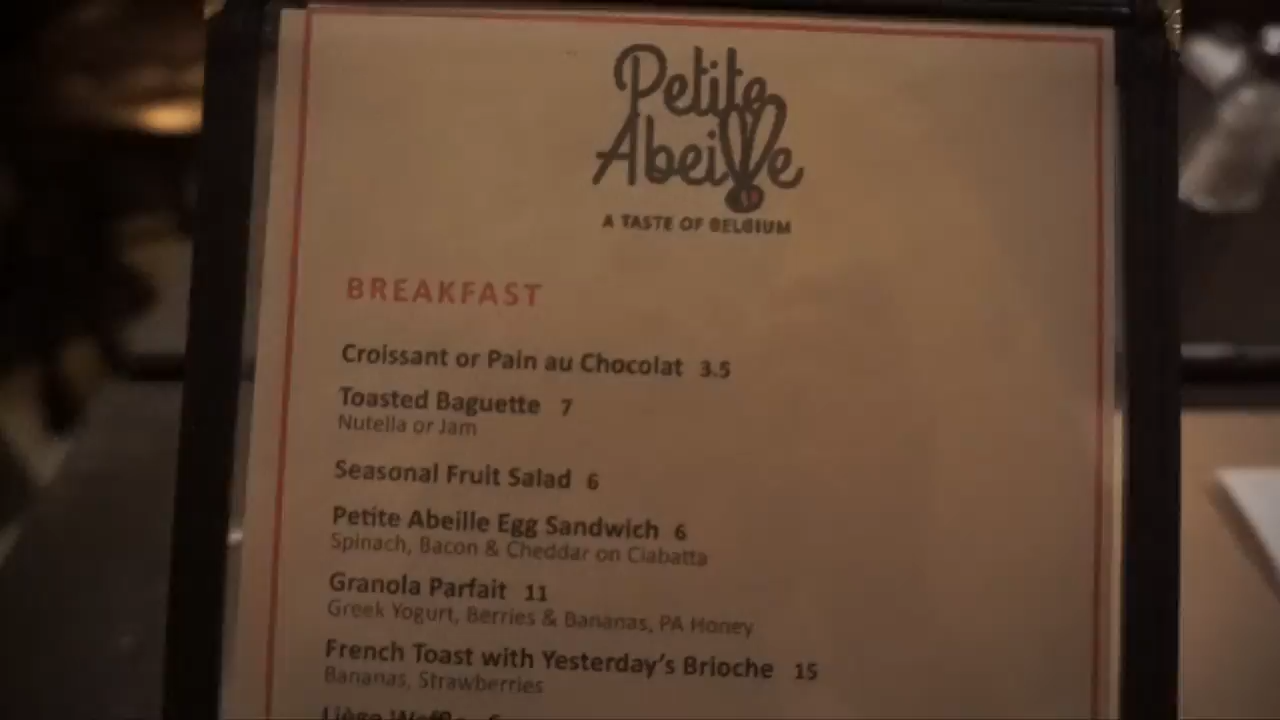 Petite
Abeille
A TASTE OF BELGIUM
BREAKFAST
Croissant or Pain au Chocolat 3.5
Toasted Baguette 7
Nutella or Jam
Seasonal Fruit Salad 6
Petite Abeille Egg Sandwich 6
Spinach, Bacon & Cheddar on Ciabatta
Granola Parfait 11
Greek Yogurt, Berries & Bananas, PA Honey
French Toast with Yesterday's Brioche 15
Bananas, Strawberries
Liège